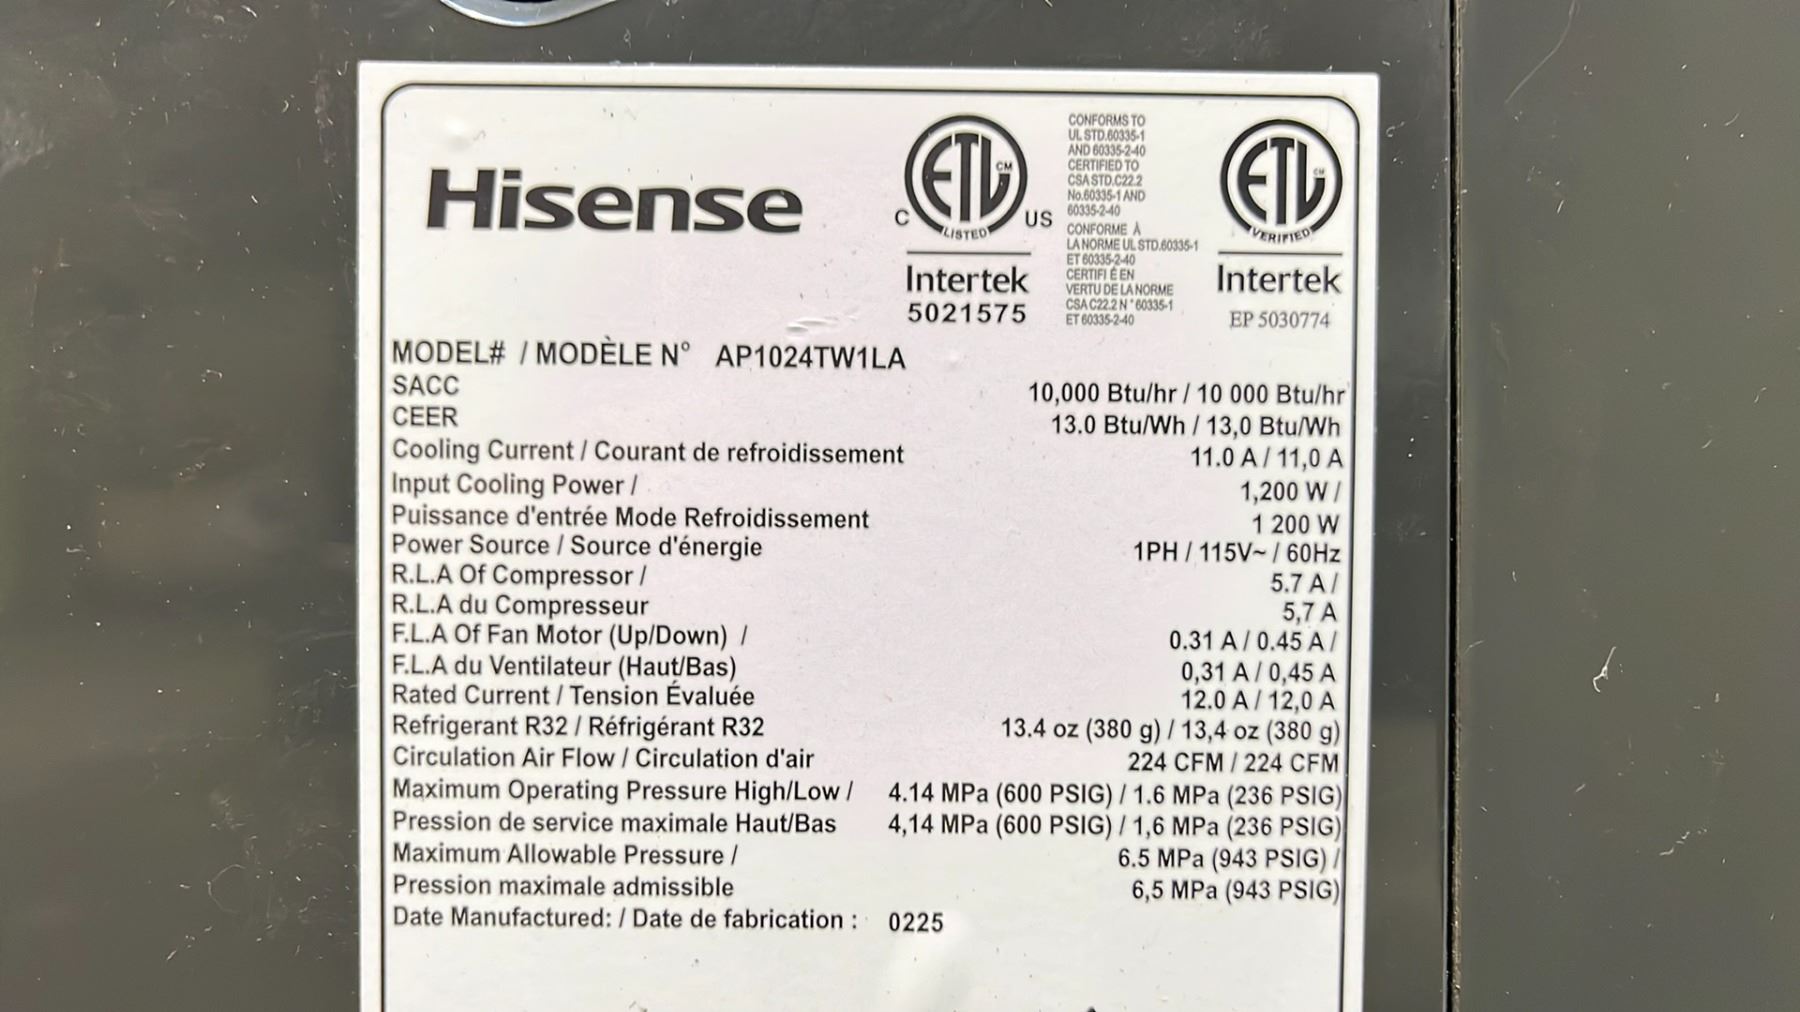 Hisense
ETL CM
LISTED
C US
Intertek
5021575
CONFORMS TO
UL STD.60335-1
AND 60335-2-40
CERTIFIED TO
CSA STD.C22.2
No.60335-1 AND
60335-2-40
CONFORME À
LA NORME UL STD.60335-1
ET 60335-2-40
CERTIFI É EN
VERTU DE LA NORME
CSA C22.2 N° 60335-1
ET 60335-2-40
ETL CM
VERIFIED
Intertek
EP 5030774
MODEL# / MODÈLE N° AP1024TW1LA
SACC 10,000 Btu/hr / 10 000 Btu/hr
CEER 13.0 Btu/Wh / 13,0 Btu/Wh
Cooling Current / Courant de refroidissement 11.0 A / 11,0 A
Input Cooling Power / 1,200 W /
Puissance d'entrée Mode Refroidissement 1 200 W
Power Source / Source d'énergie 1PH / 115V~ / 60Hz
R.L.A Of Compressor / 5.7 A /
R.L.A du Compresseur 5,7 A
F.L.A Of Fan Motor (Up/Down) / 0.31 A / 0.45 A /
F.L.A du Ventilateur (Haut/Bas) 0,31 A / 0,45 A
Rated Current / Tension Évaluée 12.0 A / 12,0 A
Refrigerant R32 / Réfrigérant R32 13.4 oz (380 g) / 13,4 oz (380 g)
Circulation Air Flow / Circulation d'air 224 CFM / 224 CFM
Maximum Operating Pressure High/Low / 4.14 MPa (600 PSIG) / 1.6 MPa (236 PSIG)
Pression de service maximale Haut/Bas 4,14 MPa (600 PSIG) / 1,6 MPa (236 PSIG)
Maximum Allowable Pressure / 6.5 MPa (943 PSIG) /
Pression maximale admissible 6,5 MPa (943 PSIG)
Date Manufactured: / Date de fabrication : 0225